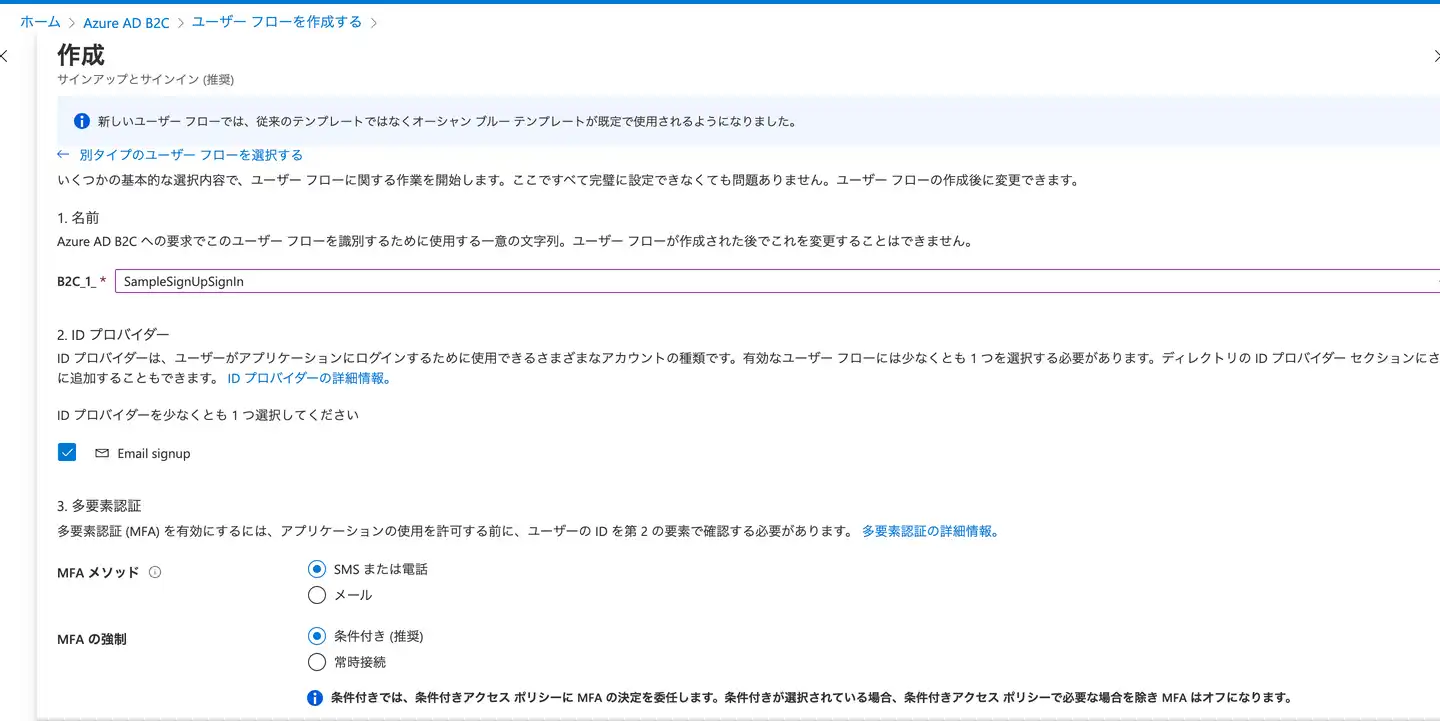 ホーム > Azure AD B2C > ユーザー フローを作成する >
作成
サインアップとサインイン (推奨)
新しいユーザー フローでは、従来のテンプレートではなくオーシャン ブルー テンプレートが既定で使用されるようになりました。
← 別タイプのユーザー フローを選択する
いくつかの基本的な選択内容で、ユーザー フローに関する作業を開始します。ここですべて完璧に設定できなくても問題ありません。ユーザー フローの作成後に変更できます。
1. 名前
Azure AD B2C への要求でこのユーザー フローを識別するために使用する一意の文字列。ユーザー フローが作成された後でこれを変更することはできません。
B2C_1_ * SampleSignUpSignIn
2. ID プロバイダー
ID プロバイダーは、ユーザーがアプリケーションにログインするために使用できるさまざまなアカウントの種類です。有効なユーザー フローには少なくとも 1 つを選択する必要があります。ディレクトリの ID プロバイダー セクションにさ
に追加することもできます。 ID プロバイダーの詳細情報。
ID プロバイダーを少なくとも 1 つ選択してください
Email signup
3. 多要素認証
多要素認証 (MFA) を有効にするには、アプリケーションの使用を許可する前に、ユーザーの ID を第 2 の要素で確認する必要があります。 多要素認証の詳細情報。
MFA メソッド
SMS または電話
メール
MFA の強制
条件付き (推奨)
常時接続
条件付きでは、条件付きアクセス ポリシーに MFA の決定を委任します。条件付きが選択されている場合、条件付きアクセス ポリシーで必要な場合を除き MFA はオフになります。